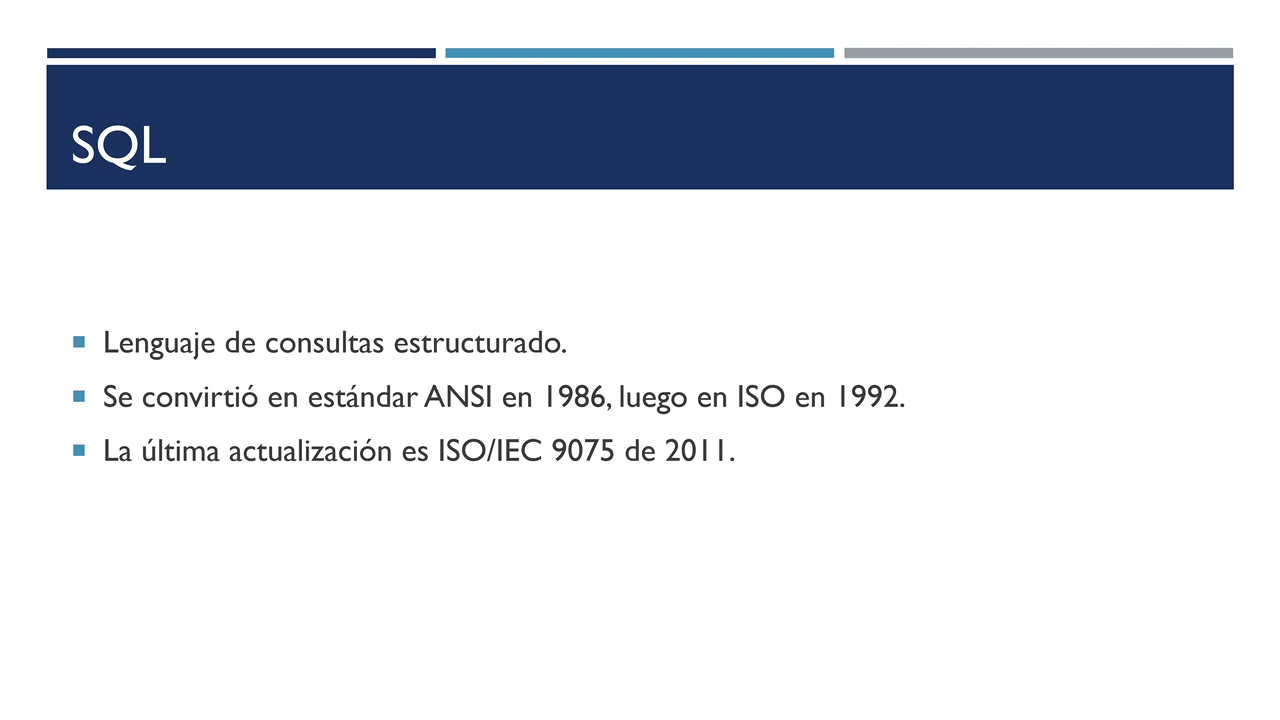 SQL
Lenguaje de consultas estructurado.
Se convirtió en estándar ANSI en 1986, luego en ISO en 1992.
La última actualización es ISO/IEC 9075 de 2011.